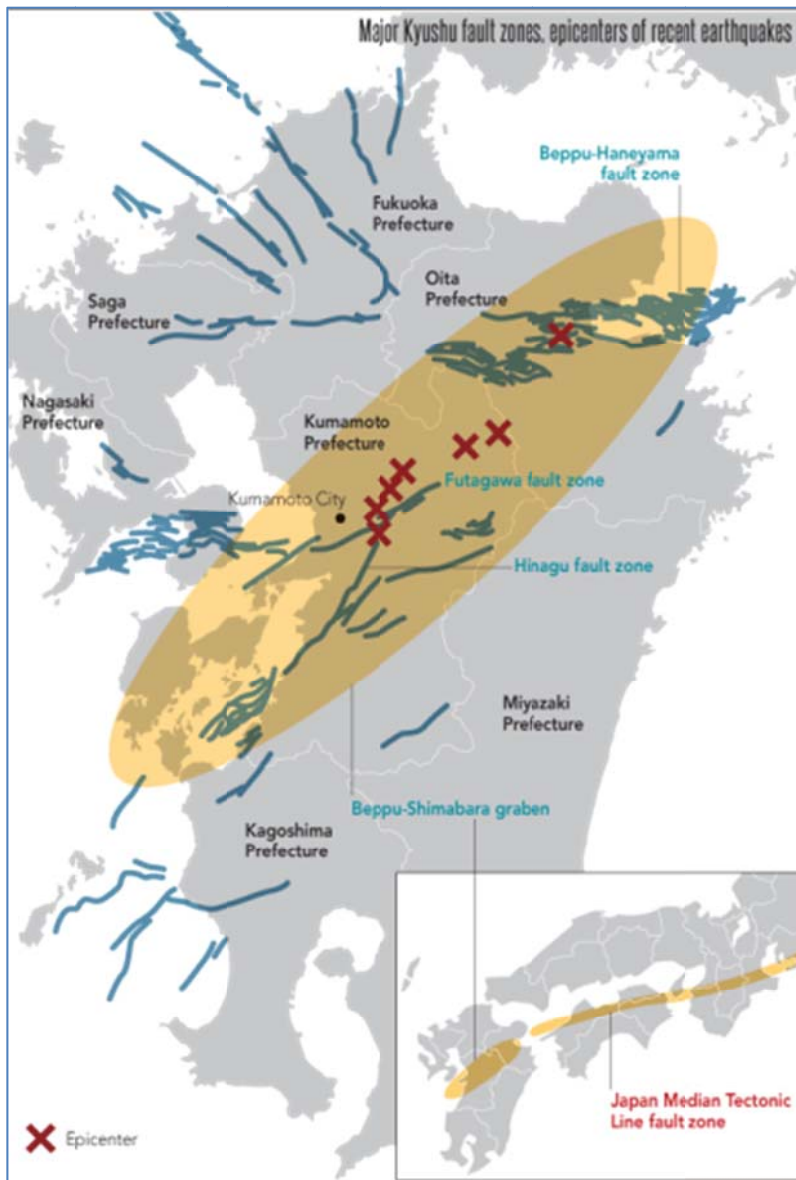 Major Kyushu fault zones, epicenters of recent earthquakes
Beppu-Haneyama
fault zone
Fukuoka
Prefecture
Oita
Prefecture
Saga
Prefecture
Nagasaki
Prefecture
Kumamoto
Prefecture
Futagawa fault zone
Kumamoto City
Hinagu fault zone
Miyazaki
Prefecture
Beppu-Shimabara graben
Kagoshima
Prefecture
Japan Median Tectonic
Line fault zone
Epicenter